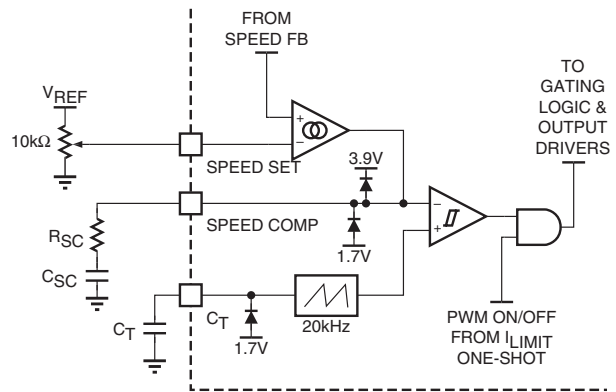 FROM
SPEED FB
TO
GATING
LOGIC &
OUTPUT
DRIVERS
VREF
10kΩ
+
−
SPEED SET
3.9V
SPEED COMP
−
+
1.7V
RSC
CSC
CT
CT
1.7V
20kHz
PWM ON/OFF
FROM ILIMIT
ONE-SHOT